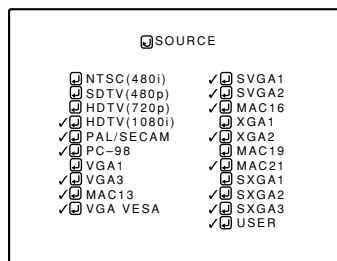 SOURCE
NTSC(480i)
SDTV(480p)
HDTV(720p)
✓ HDTV(1080i)
✓ PAL/SECAM
✓ PC–98
VGA1
✓ VGA3
✓ MAC13
✓ VGA VESA
✓ SVGA1
✓ SVGA2
✓ MAC16
XGA1
✓ XGA2
MAC19
✓ MAC21
SXGA1
✓ SXGA2
✓ SXGA3
✓ USER